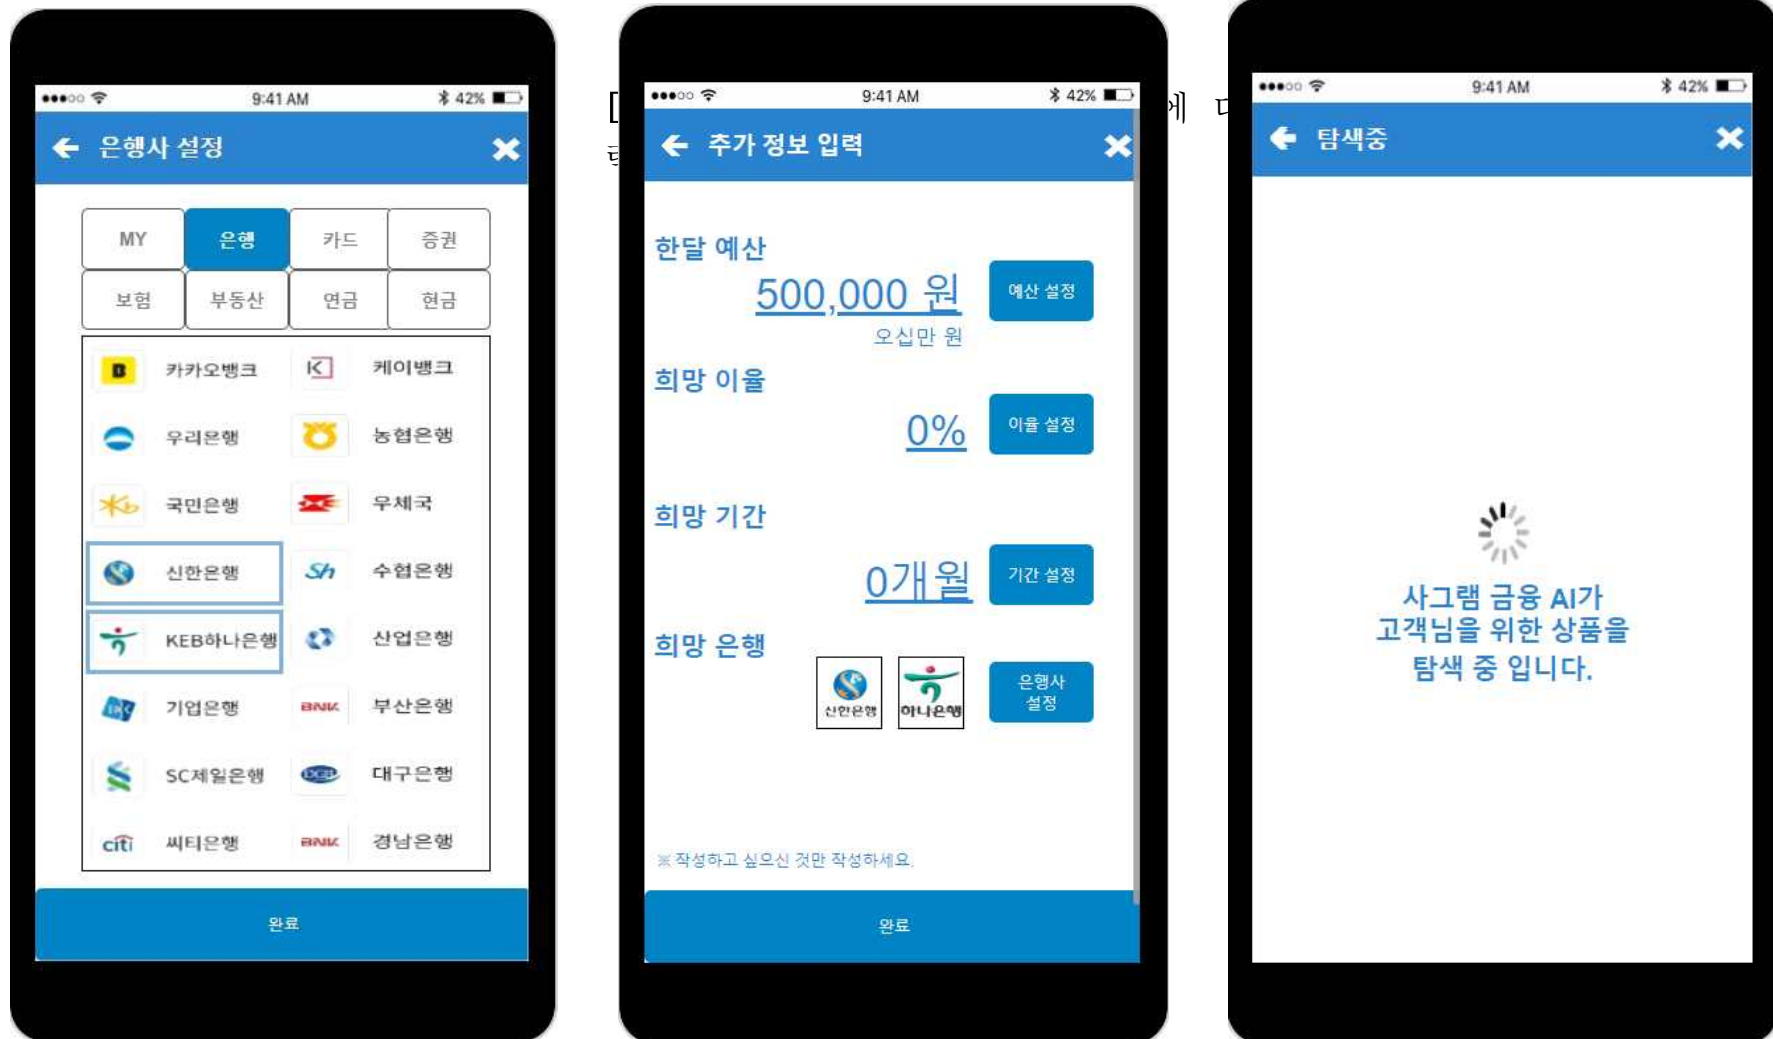 9:41 AM
42%
은행사 설정
MY 은행 카드 증권
보험 부동산 연금 현금
카카오뱅크 케이뱅크
우리은행 농협은행
국민은행 우체국
신한은행 Sh 수협은행
KEB하나은행 산업은행
기업은행 BNK 부산은행
SC제일은행 DGB 대구은행
citi 씨티은행 BNK 경남은행
완료
[
에
9:41 AM
42%
추가 정보 입력
한달 예산
500,000 원
예산 설정
오십만 원
희망 이율
0%
이율 설정
희망 기간
0개월
기간 설정
희망 은행
신한은행 하나은행
은행사
설정
※ 작성하고 싶으신 것만 작성하세요.
완료
9:41 AM
42%
탐색중
사그램 금융 AI가
고객님을 위한 상품을
탐색 중 입니다.